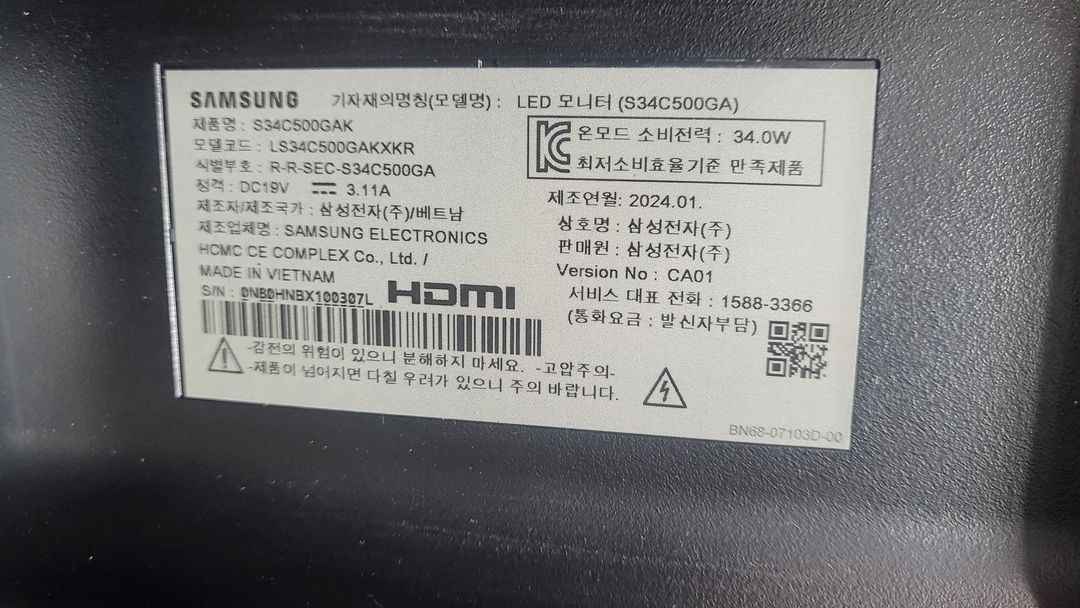 SAMSUNG 기자재의명칭(모델명) : LED 모니터 (S34C500GA)
제품명 : S34C500GAK
모델코드 : LS34C500GAKXKR
식별부호 : R-R-SEC-S34C500GA
정격 : DC19V 3.11A
제조자/제조국가 : 삼성전자(주)/베트남
제조업체명 : SAMSUNG ELECTRONICS
HCMC CE COMPLEX Co., Ltd. /
MADE IN VIETNAM
S/N : 0NB0HNBX100307L
HDMI
온모드 소비전력 : 34.0W
최저소비효율기준 만족제품
제조연월: 2024.01.
상호명 : 삼성전자(주)
판매원 : 삼성전자(주)
Version No : CA01
서비스 대표 전화 : 1588-3366
(통화요금 : 발신자부담)
-감전의 위험이 있으니 분해하지 마세요. -고압주의-
-제품이 넘어지면 다칠 우려가 있으니 주의 바랍니다.
BN68-07103D-00